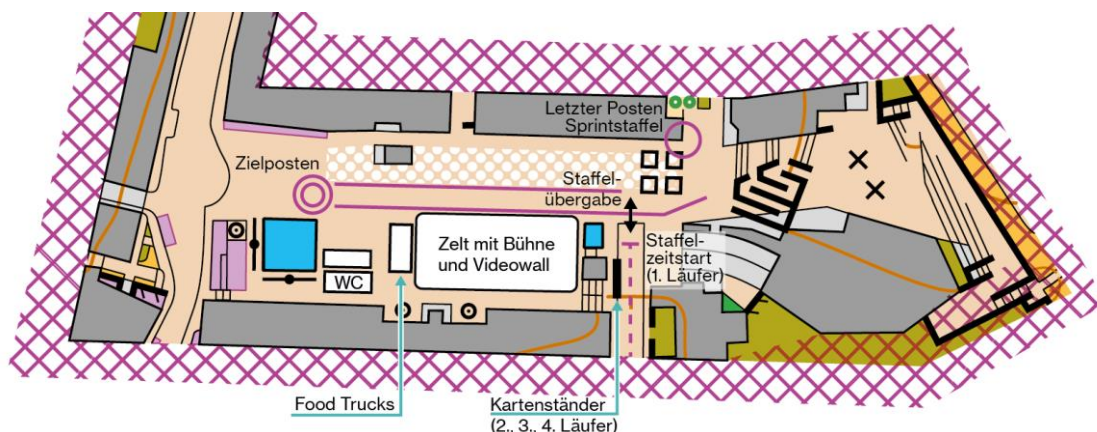 Letzter Posten
Sprintstaffel
Zielposten
Staffel-
übergabe
Zelt mit Bühne
und Videowall
Staffel-
zeitstart
(1. Läufer)
WC
Food Trucks
Kartenständer
(2., 3., 4. Läufer)